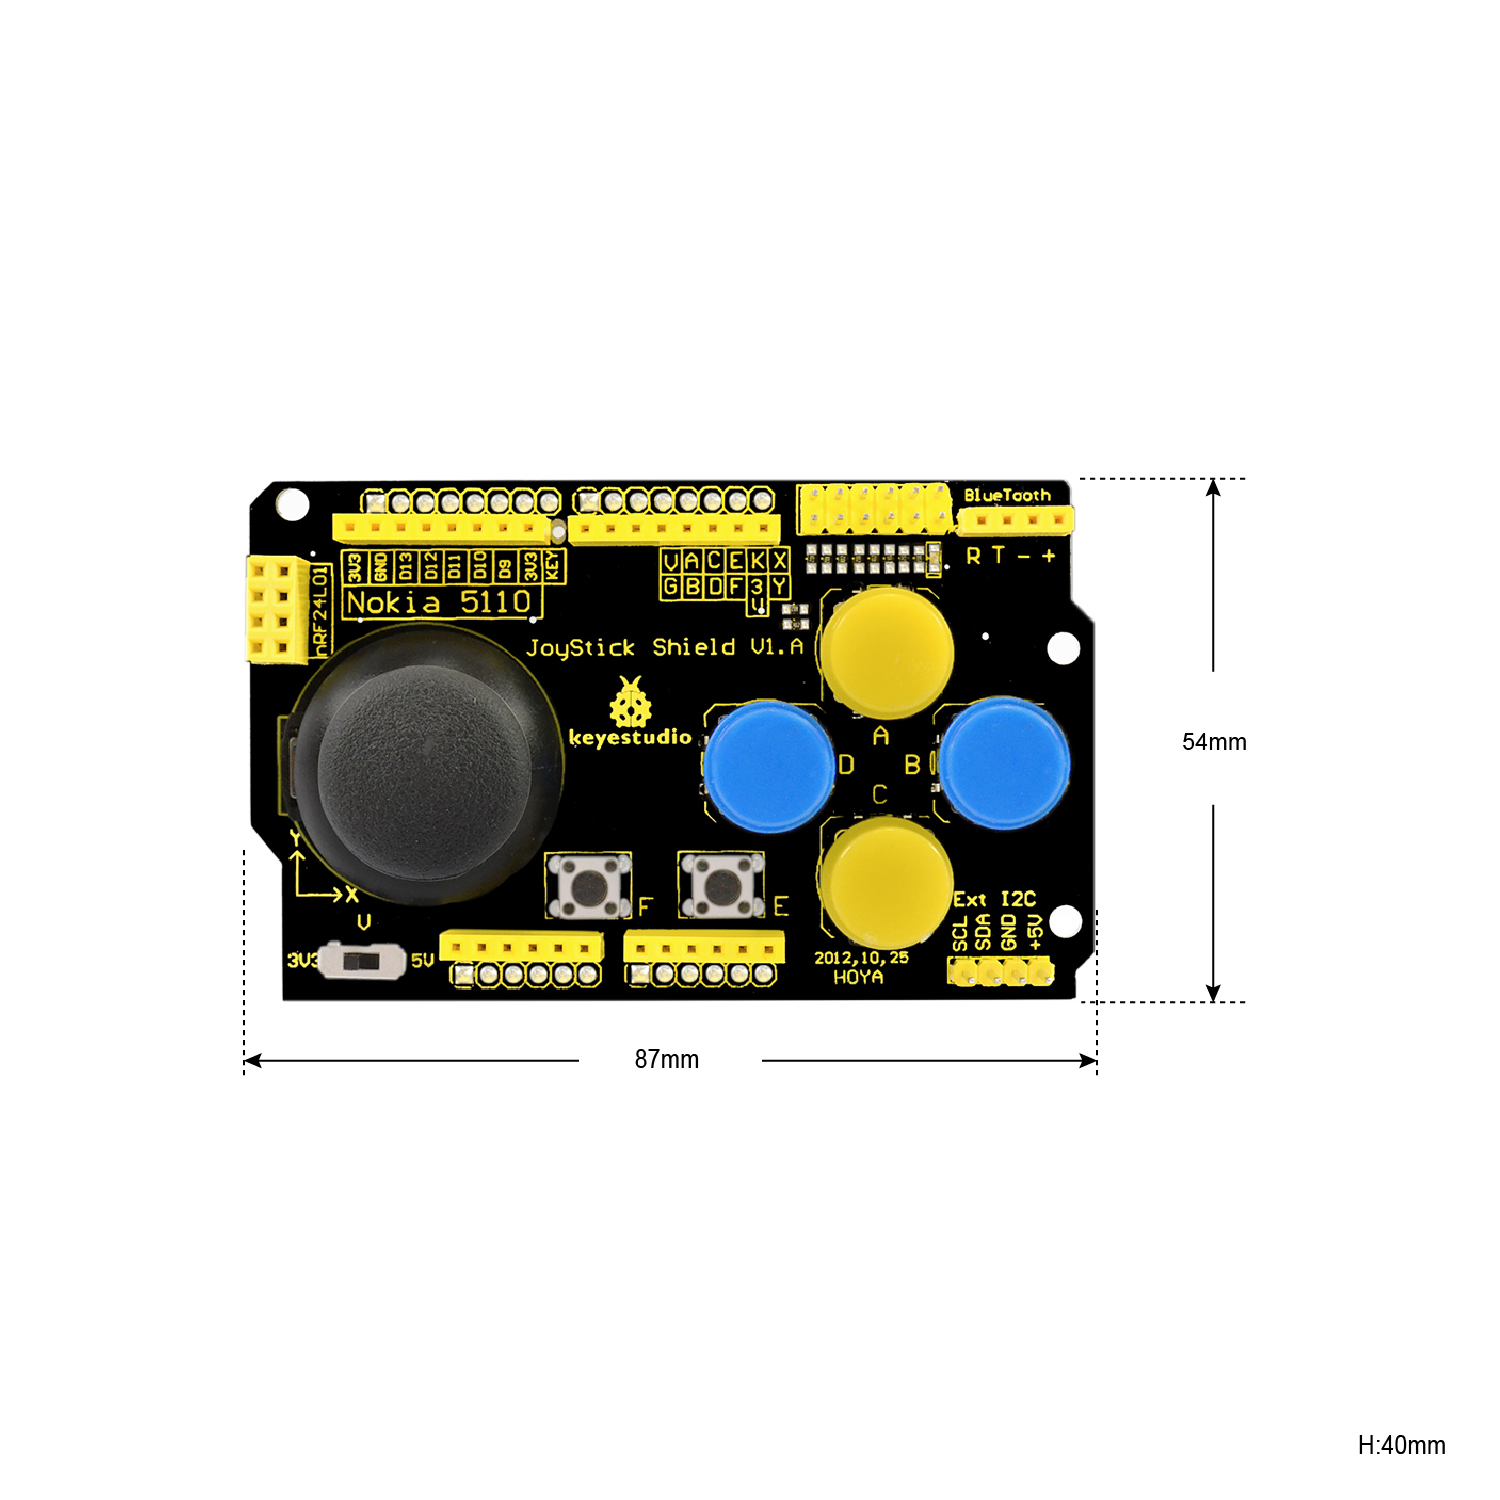 BlueTooth
R T - +
3V3 GND D13 D12 D11 D10 D9 3V3 KEY
Nokia 5110
V A C E K X
G B D F 3V Y
nRF24L01
JoyStick Shield V1.A
keyestudio
A
D B
C
Y
X
V
3V3 5V
F E
Ext I2C
SCL SDA GND +5V
2012,10,25
HOYA
54mm
87mm
H:40mm